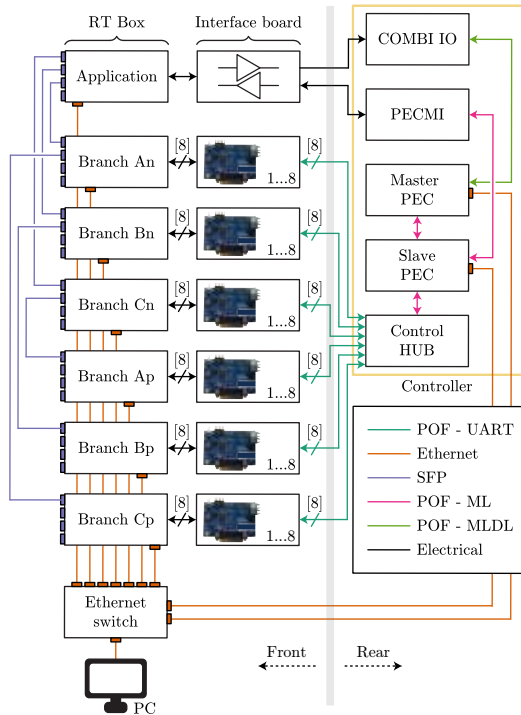 RT Box
Interface board
Application
COMBI IO
PECMI
Branch An
[8]
1...8
[8]
Master
PEC
Branch Bn
[8]
1...8
[8]
Slave
PEC
Branch Cn
[8]
1...8
[8]
Control
HUB
Controller
Branch Ap
[8]
1...8
[8]
Branch Bp
[8]
1...8
[8]
Branch Cp
[8]
1...8
[8]
POF - UART
Ethernet
SFP
POF - ML
POF - MLDL
Electrical
Ethernet
switch
Front
Rear
PC